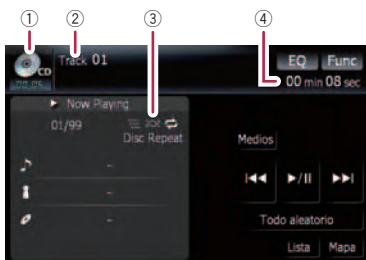 ① ② ③ ④
CD
Track 01
EQ Func
00 min 08 sec
Now Playing
01/99
Disc Repeat
Medios
Todo aleatorio
Lista Mapa